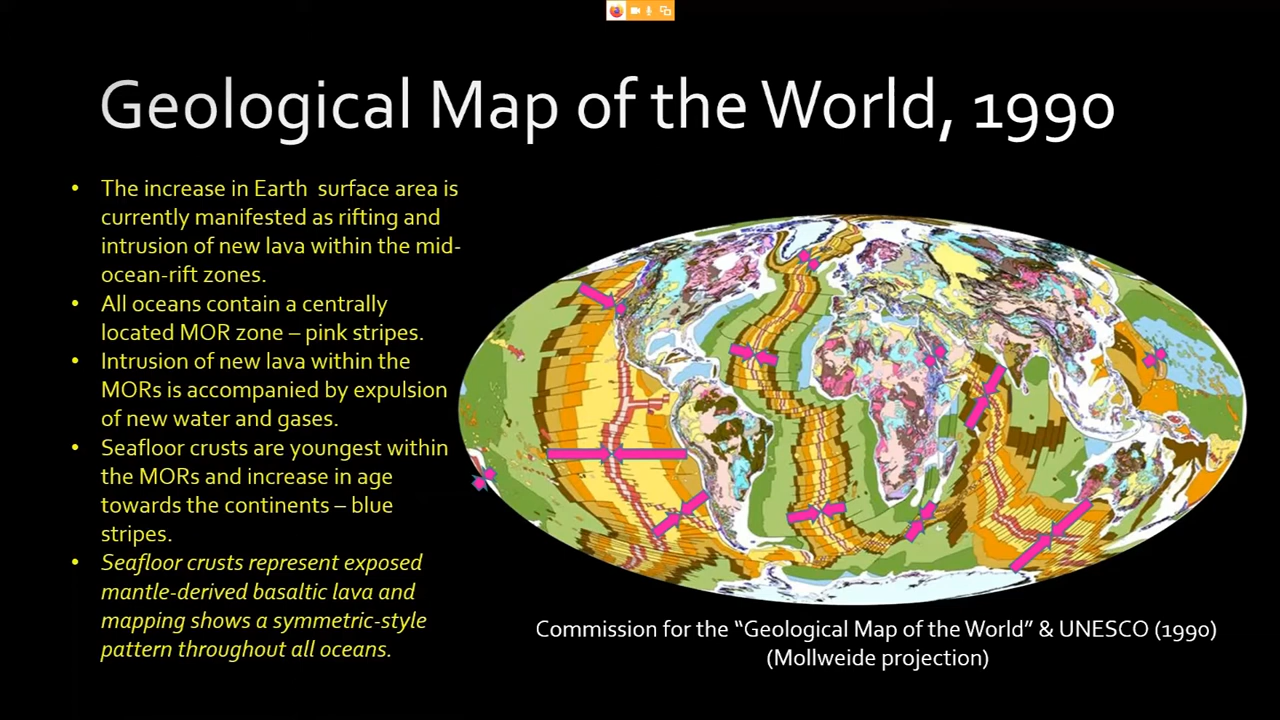 Geological Map of the World, 1990
• The increase in Earth surface area is
currently manifested as rifting and
intrusion of new lava within the mid-
ocean-rift zones.
• All oceans contain a centrally
located MOR zone – pink stripes.
• Intrusion of new lava within the
MORs is accompanied by expulsion
of new water and gases.
• Seafloor crusts are youngest within
the MORs and increase in age
towards the continents – blue
stripes.
• Seafloor crusts represent exposed
mantle-derived basaltic lava and
mapping shows a symmetric-style
pattern throughout all oceans.
Commission for the “Geological Map of the World” & UNESCO (1990)
(Mollweide projection)